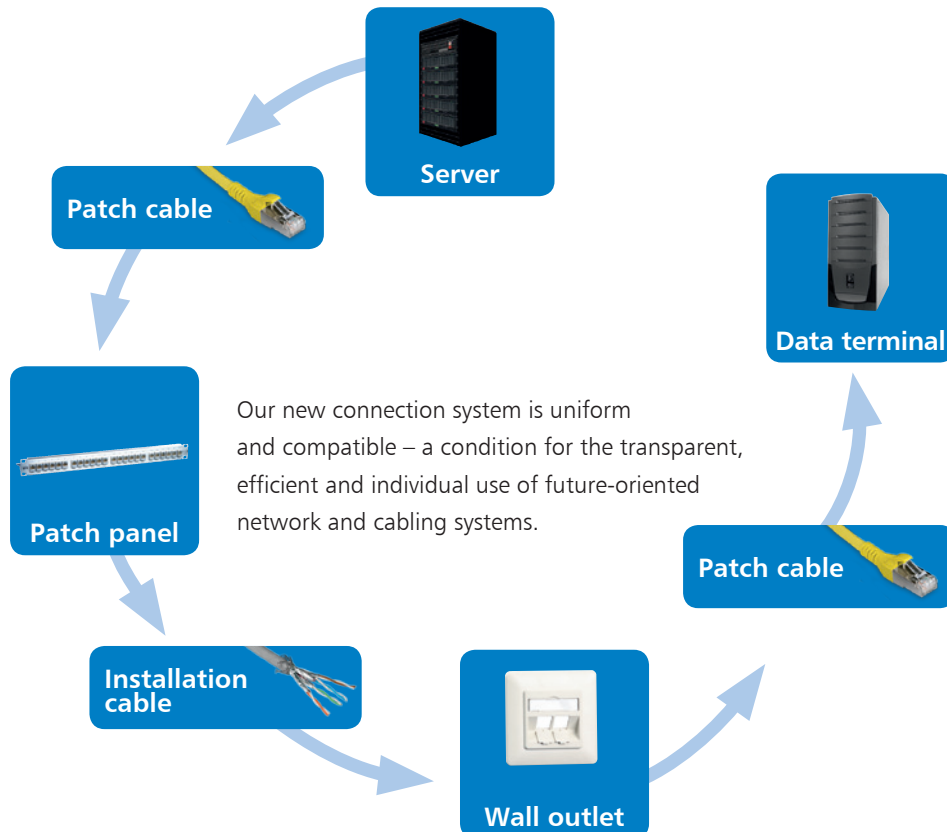 Server
Patch cable
Data terminal
Our new connection system is uniform
and compatible – a condition for the transparent,
efficient and individual use of future-oriented
network and cabling systems.
Patch panel
Patch cable
Installation
cable
Wall outlet